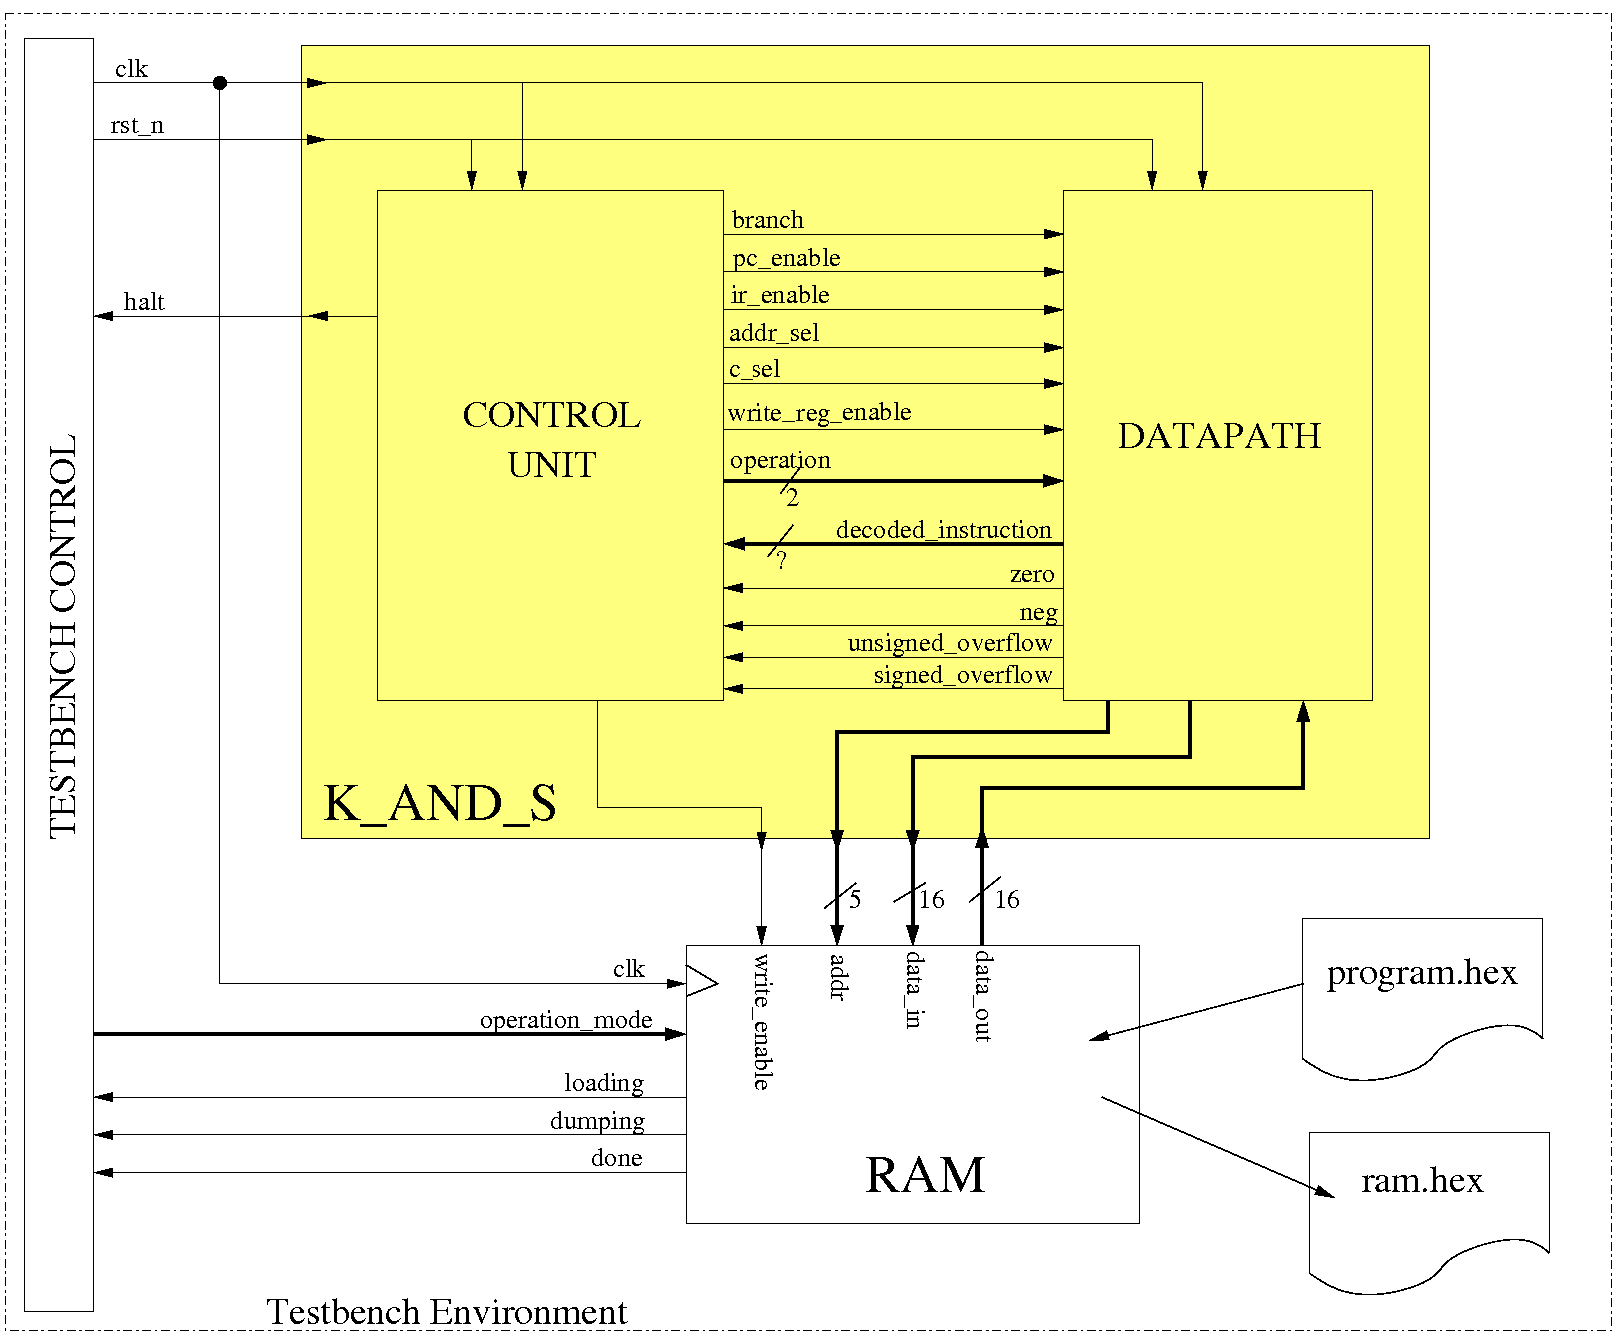 clk
rst_n
halt
TESTBENCH CONTROL
CONTROL
UNIT
branch
pc_enable
ir_enable
addr_sel
c_sel
write_reg_enable
operation
2
decoded_instruction
?
zero
neg
unsigned_overflow
signed_overflow
DATAPATH
K_AND_S
5
16
16
clk
operation_mode
loading
dumping
done
write_enable
addr
data_in
data_out
RAM
program.hex
ram.hex
Testbench Environment